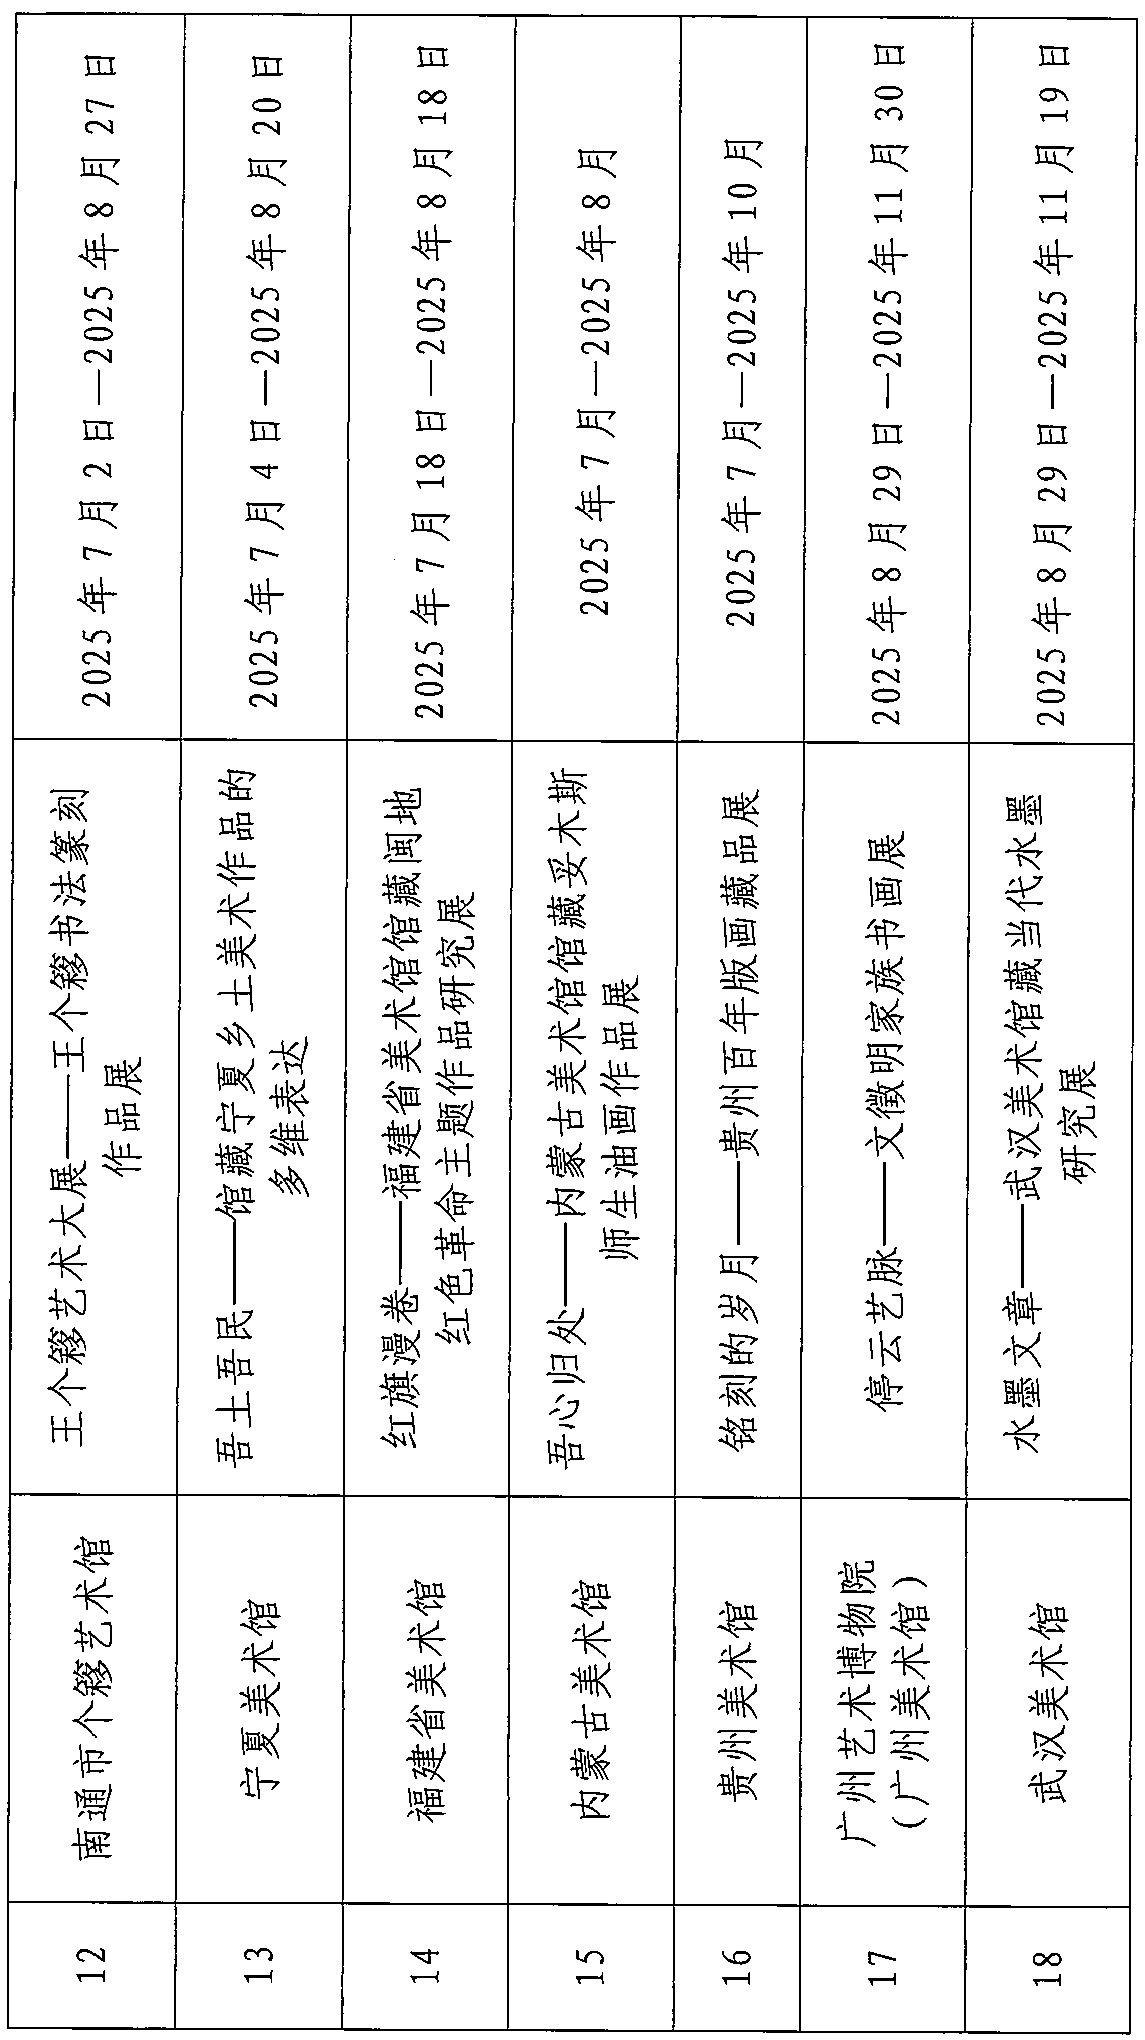 12
南通市个簃艺术馆
王个簃艺术大展——王个簃书法篆刻
作品展
2025年7月2日—2025年8月27日
13
宁夏美术馆
吾土吾民——馆藏宁夏乡土美术作品的
多维表达
2025年7月4日—2025年8月20日
14
福建省美术馆
红旗漫卷——福建省美术馆馆藏闽地
红色革命主题作品研究展
2025年7月18日—2025年8月18日
15
内蒙古美术馆
吾心归处——内蒙古美术馆馆藏妥木斯
师生油画作品展
2025年7月—2025年8月
16
贵州美术馆
铭刻的岁月——贵州百年版画藏品展
2025年7月—2025年10月
17
广州艺术博物院
（广州美术馆）
停云艺脉——文徵明家族书画展
2025年8月29日—2025年11月30日
18
武汉美术馆
水墨文章——武汉美术馆藏当代水墨
研究展
2025年8月29日—2025年11月19日